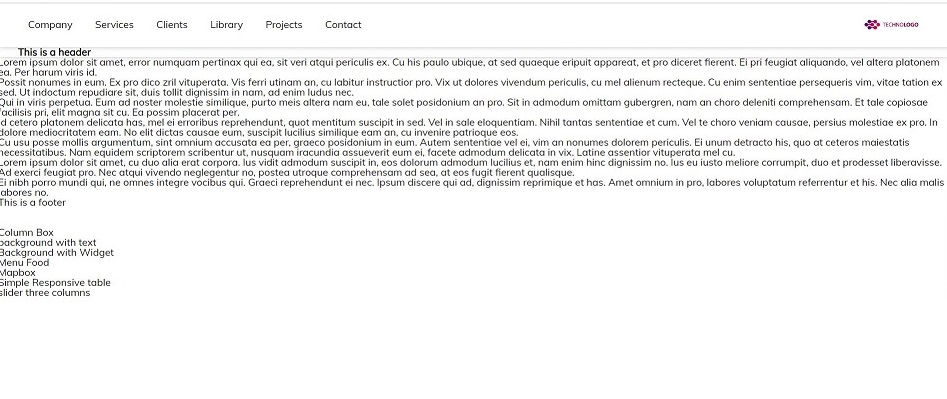 Company Services Clients Library Projects Contact TECHNOLOGO
This is a header
Lorem ipsum dolor sit amet, error numquam pertinax qui ea, sit veri atqui periculis ex. Cu his paulo ubique, at sed quaeque eripuit appareat, et pro diceret fierent. Ei pri feugiat aliquando, vel altera platonem
ea. Per harum viris id.
Possit nonumes in eum. Ex pro dico zril vituperata. Vis ferri utinam an, cu labitur instructior pro. Vix ut dolores vivendum periculis, cu mel alienum recteque. Cu enim sententiae persequeris vim, vitae tation ex
sed. Ut indoctum repudiare sit, duis tollit dignissim in nam, ad enim ludus nec.
Qui in viris perpetua. Eum ad noster molestie similique, purto meis altera nam eu, tale solet posidonium an pro. Sit in admodum omittam gubergren, nam an choro deleniti comprehensam. Et tale copiosae
facilisis pri, elit magna sit cu. Ea possim placerat per.
Id cetero platonem delicata has, mel ei erroribus reprehendunt, quot mentitum suscipit in sed. Vel in sale eloquentiam. Nihil tantas sententiae et cum. Vel te choro veniam causae, persius molestiae ex pro. In
dolore mediocritatem eam. No elit dictas causae eum, suscipit lucilius similique eam an, cu invenire patrioque eos.
Cu usu posse mollis argumentum, sint omnium accusata ea per, graeco posidonium in eum. Autem sententiae vel ei, vim an nonumes dolorem periculis. Ei unum detracto his, quo at ceteros maiestatis
necessitatibus. Nam equidem scriptorem scribentur ut, nusquam iracundia assueverit eum ei, facete admodum delicata in vix. Latine assentior vituperata mel cu.
Lorem ipsum dolor sit amet, cu duo alia erat corpora. Ius vidit admodum suscipit in, eos dolorum admodum lucilius et, nam enim hinc dignissim no. Ius eu iusto meliore corrumpit, duo et prodesset liberavisse.
Ad exerci feugiat pro. Nec atqui vivendo neglegentur no, postea utroque comprehensam ad sea, at eos fugit fierent qualisque.
Ei nibh porro mundi qui, ne omnes integre vocibus qui. Graeci reprehendunt ei nec. Ipsum discere qui ad, dignissim reprimique et has. Amet omnium in pro, labores voluptatum referrentur et his. Nec alia malis
labores no.
This is a footer
Column Box
background with text
Background with Widget
Menu Food
Mapbox
Simple Responsive table
slider three columns